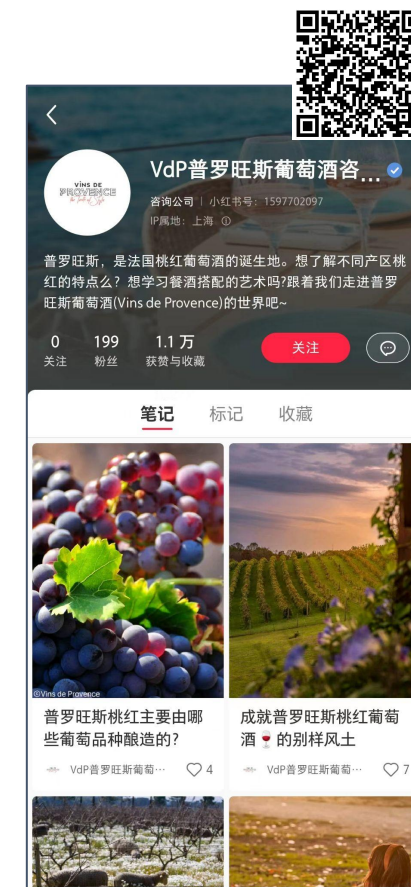 VINS DE
PROVENCE
VdP普罗旺斯葡萄酒咨...
咨询公司 | 小红书号：1597702097
IP属地：上海
普罗旺斯，是法国桃红葡萄酒的诞生地。想了解不同产区桃
红的特点么？想学习餐酒搭配的艺术吗?跟着我们走进普罗
旺斯葡萄酒(Vins de Provence)的世界吧~
0 199 1.1 万
关注 粉丝 获赞与收藏 关注
笔记 标记 收藏
©Vins de Provence
普罗旺斯桃红主要由哪
些葡萄品种酿造的?
VdP普罗旺斯葡萄… 4
成就普罗旺斯桃红葡萄
酒🍷的别样风土
VdP普罗旺斯葡萄… 7